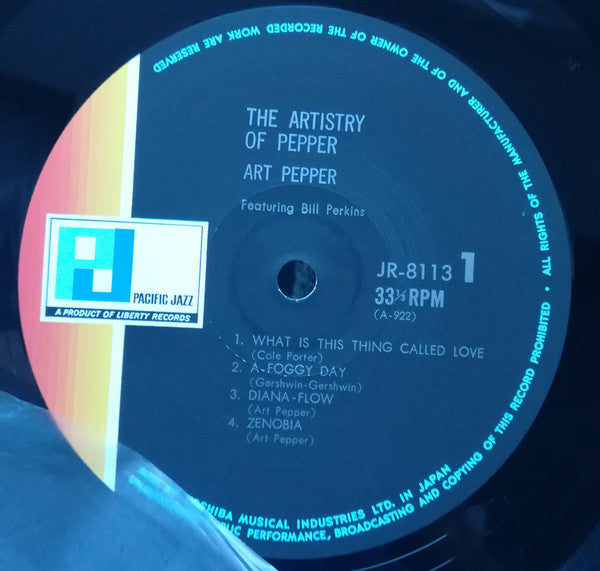 THE ARTISTRY
OF PEPPER
ART PEPPER
Featuring Bill Perkins
PACIFIC JAZZ
A PRODUCT OF LIBERTY RECORDS
JR-8113 1
33⅓ RPM
(A-922)
1. WHAT IS THIS THING CALLED LOVE
(Cole Porter)
2. A FOGGY DAY
(Gershwin-Gershwin)
3. DIANA-FLOW
(Art Pepper)
4. ZENOBIA
(Art Pepper)
MUSICAL INDUSTRIES LTD. IN JAPAN
• ALL RIGHTS OF THE MANUFACTURER AND OF THE OWNER OF THE RECORDED WORK ARE RESERVED
PERFORMANCE, BROADCASTING AND COPYING OF THIS RECORD PROHIBITED